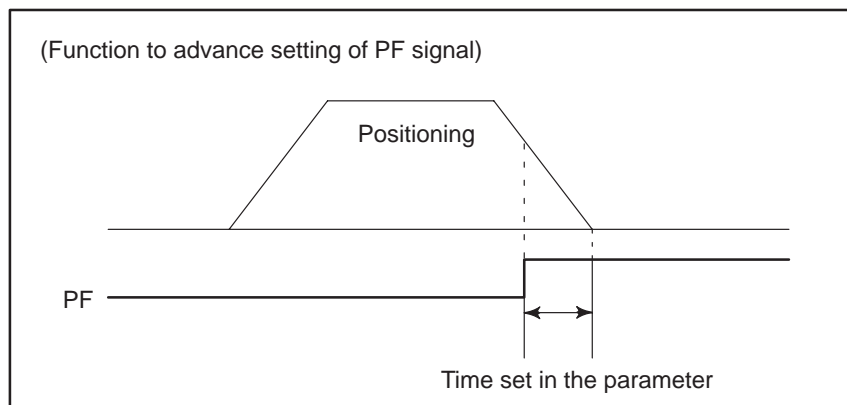 (Function to advance setting of PF signal)
Positioning
PF
Time set in the parameter